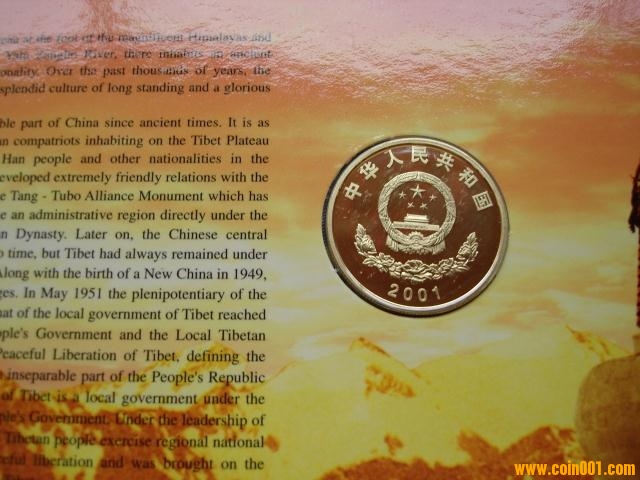 eau at the foot of the magnificent Himalayas and
Yalu Zangbo River, there inhabits an ancient
onality. Over the past thousands of years, the
splendid culture of long standing and a glorious
ble part of China since ancient times. It is as
an compatriots inhabiting on the Tibet Plateau
Han people and other nationalities in the
eveloped extremely friendly relations with the
e Tang - Tubo Alliance Monument which has
e an administrative region directly under the
an Dynasty. Later on, the Chinese central
o time, but Tibet had always remained under
Along with the birth of a New China in 1949,
ges. In May 1951 the plenipotentiary of the
hat of the local government of Tibet reached
ople's Government and the Local Tibetan
Peaceful Liberation of Tibet, defining the
inseparable part of the People's Republic
of Tibet is a local government under the
ple's Government. Under the leadership of
Tibetan people exercise regional national
ceful liberation and was brought on the
中华人民共和国
2001
www.coin001.com